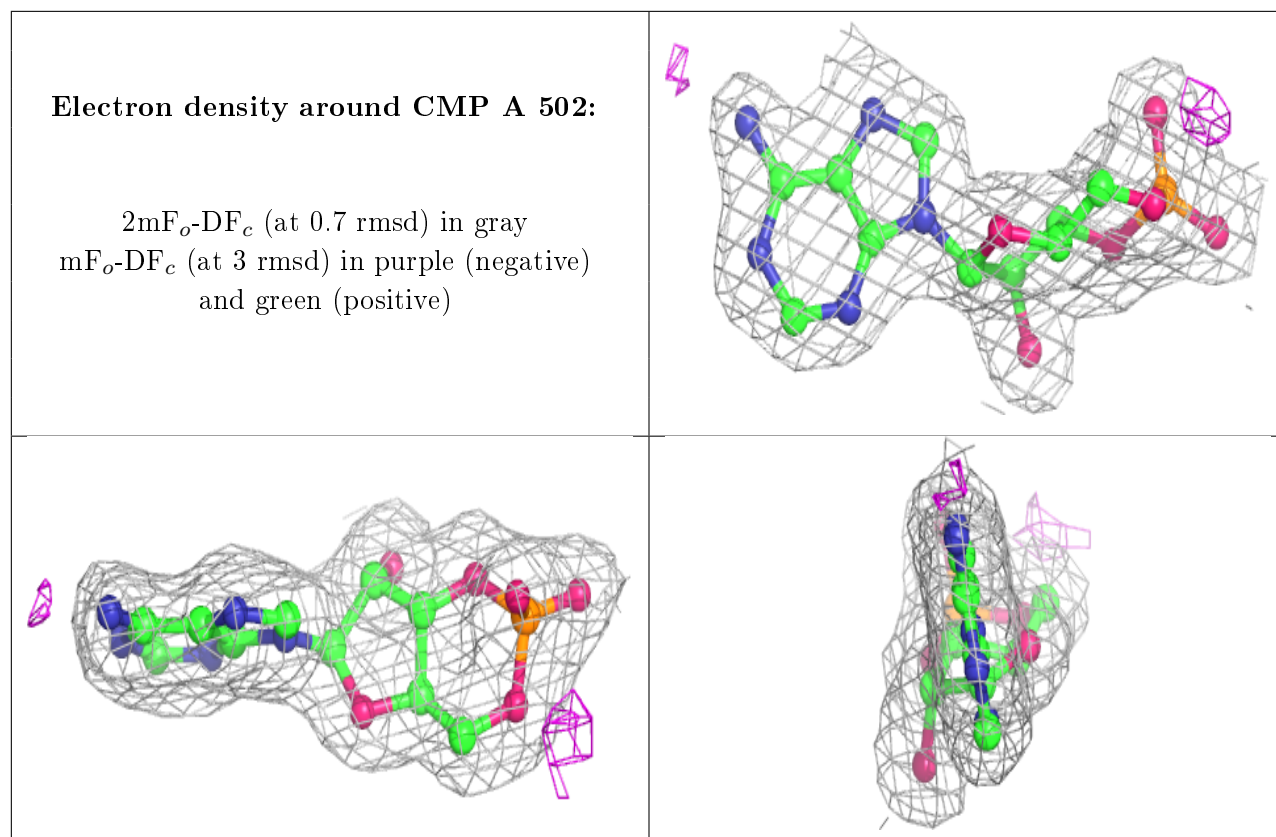 Electron density around CMP A 502:
2mFo-DFc (at 0.7 rmsd) in gray
mFo-DFc (at 3 rmsd) in purple (negative)
and green (positive)